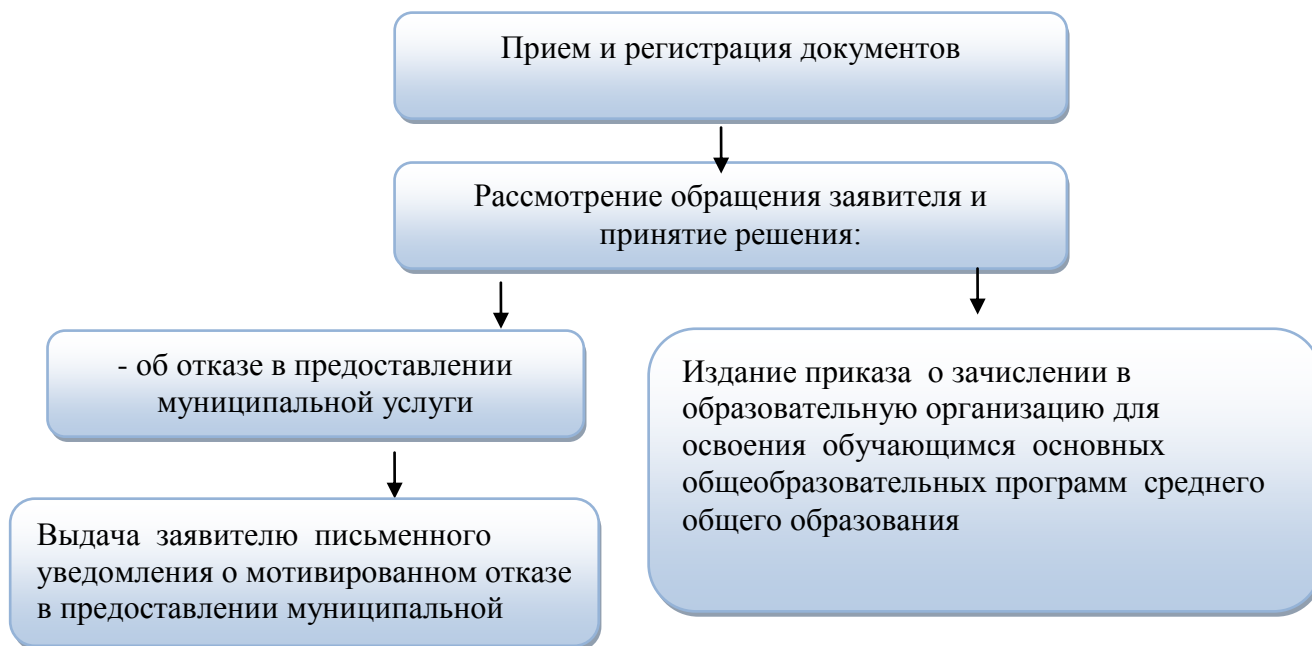 Прием и регистрация документов
Рассмотрение обращения заявителя и
принятие решения:
- об отказе в предоставлении
муниципальной услуги
Издание приказа о зачислении в
образовательную организацию для
освоения обучающимся основных
общеобразовательных программ среднего
общего образования
Выдача заявителю письменного
уведомления о мотивированном отказе
в предоставлении муниципальной